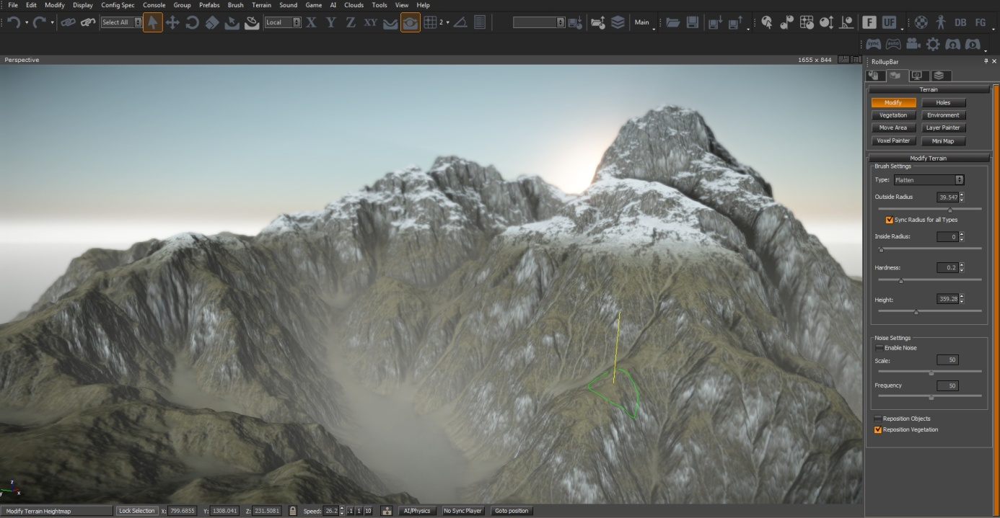 File Edit Modify Display Config Spec Console Group Prefabs Brush Terrain Sound Game AI Clouds Tools View Help
Select All Local X Y Z XY 2 Main F UF DB FG
sync auto
Perspective 1655 x 844
RollupBar
Terrain
Modify Holes
Vegetation Environment
Move Area Layer Painter
Voxel Painter Mini Map
Modify Terrain
Brush Settings
Type: Flatten
Outside Radius 39.547
Sync Radius for all Types
Inside Radius: 0
Hardness: 0.2
Height: 359.28
Noise Settings
Enable Noise
Scale: 50
Frequency 50
Reposition Objects
Reposition Vegetation
z
y x
Modify Terrain Heightmap Lock Selection X: 799.6855 Y: 1308.041 Z: 231.5081 Speed: 26.2 .1 1 10 AI/Physics No Sync Player Goto position